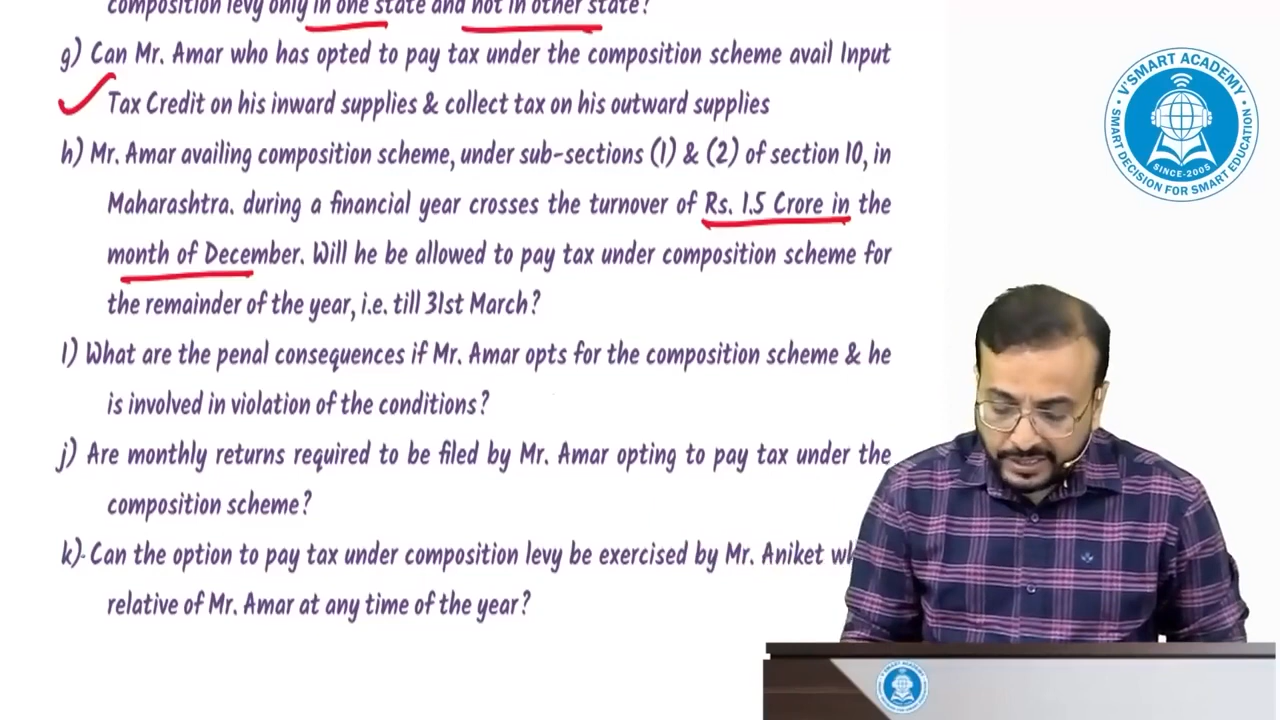 composition levy only in one state and not in other state?
g) Can Mr. Amar who has opted to pay tax under the composition scheme avail Input
Tax Credit on his inward supplies & collect tax on his outward supplies
h) Mr. Amar availing composition scheme, under sub-sections (1) & (2) of section 10, in
Maharashtra. during a financial year crosses the turnover of Rs. 1.5 Crore in the
month of December. Will he be allowed to pay tax under composition scheme for
the remainder of the year, i.e. till 31st March?
1) What are the penal consequences if Mr. Amar opts for the composition scheme & he
is involved in violation of the conditions?
j) Are monthly returns required to be filed by Mr. Amar opting to pay tax under the
composition scheme?
k) Can the option to pay tax under composition levy be exercised by Mr. Aniket
relative of Mr. Amar at any time of the year?
V'SMART ACADEMY
SINCE-2005
SMART DECISION FOR SMART EDUCATION